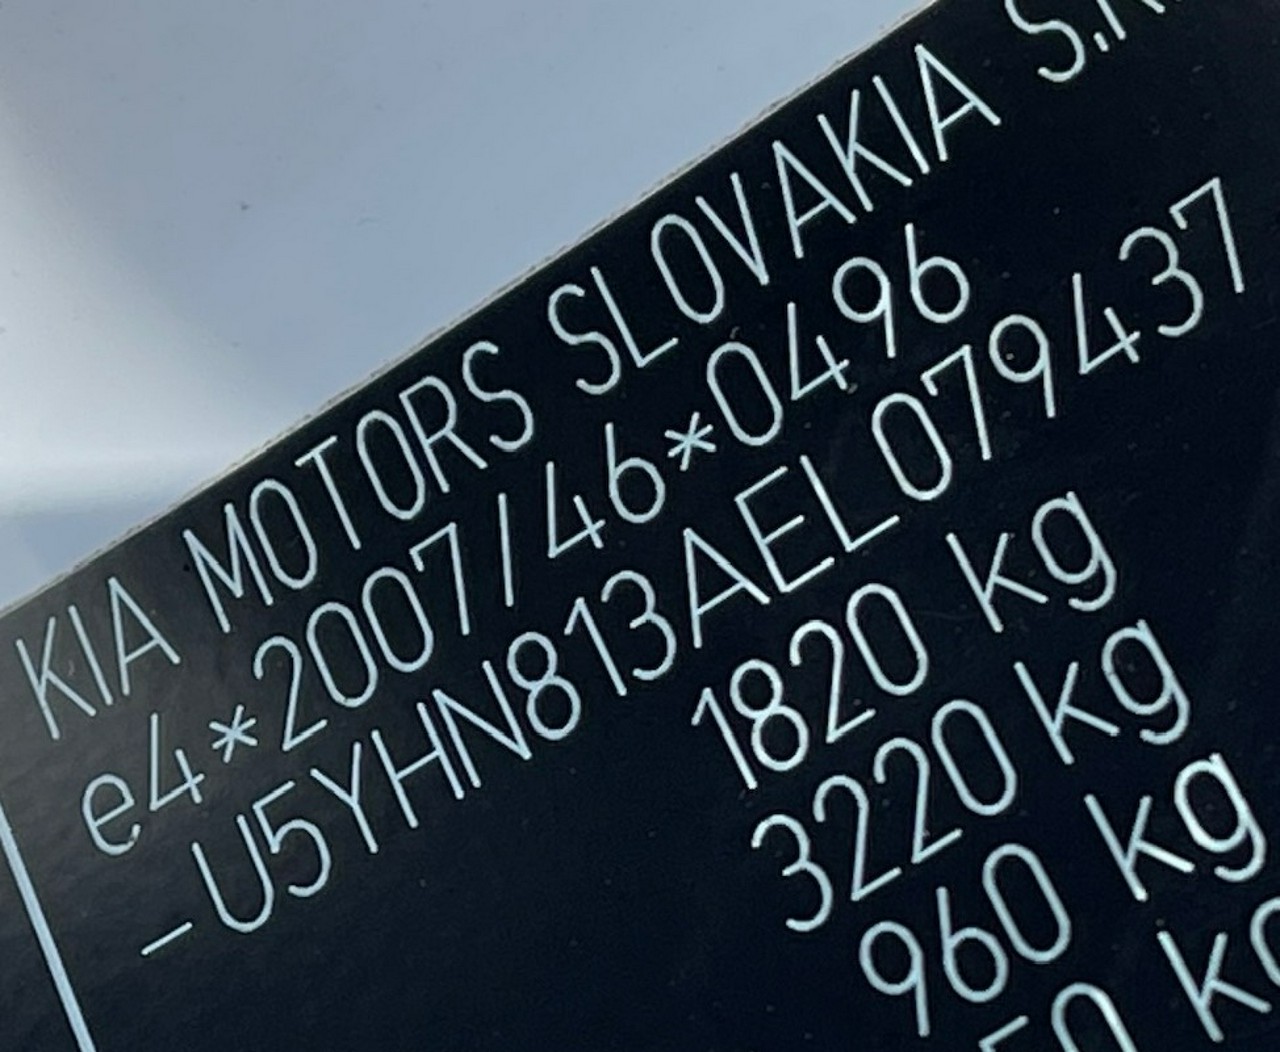 KIA MOTORS SLOVAKIA
e4*2007/46*0496
-U5YHN813AEL079437
1820 kg
3220 kg
960 kg